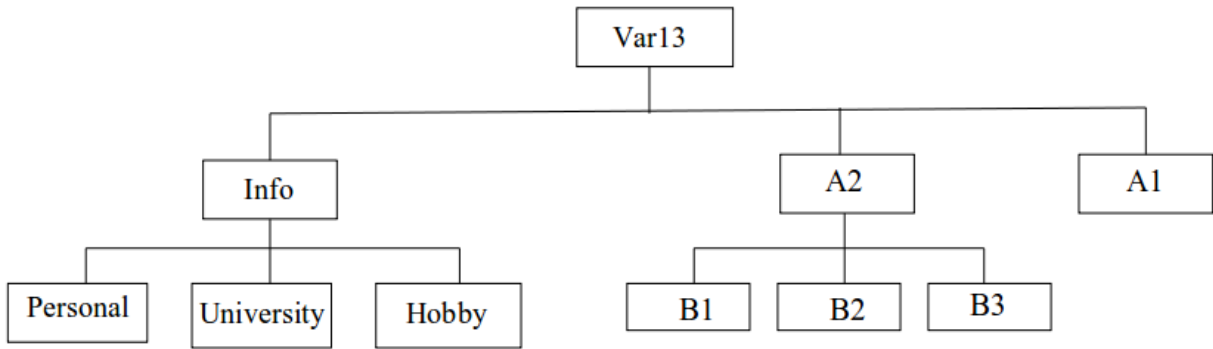 Var13
Info
A2
A1
Personal
University
Hobby
B1
B2
B3